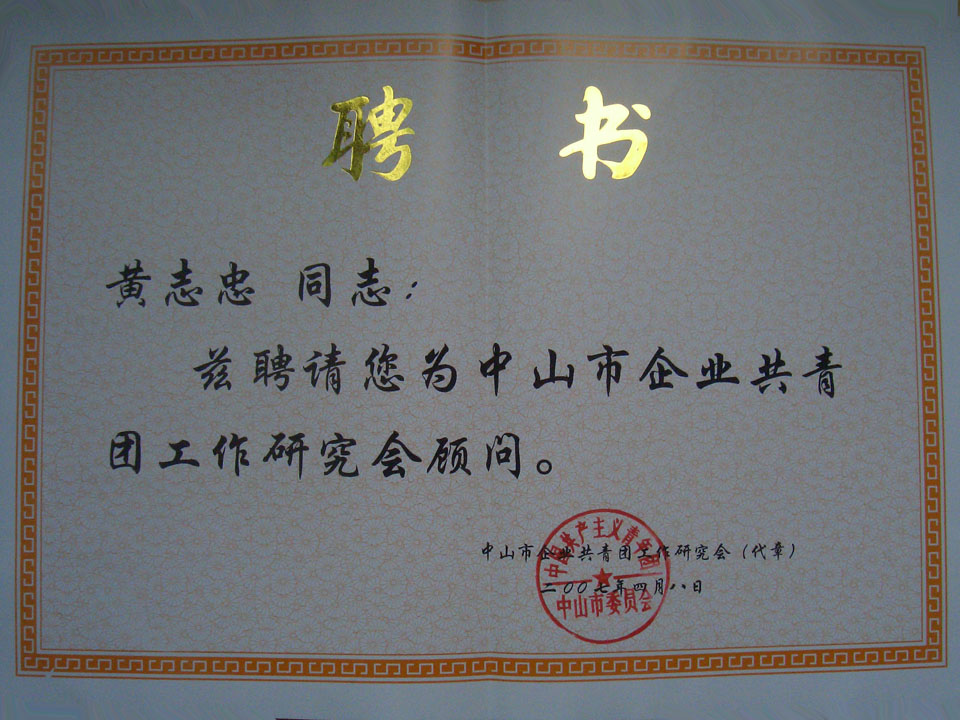 聘 书
黄志忠 同志：
兹聘请您为中山市企业共青
团工作研究会顾问。
中山市企业共青团工作研究会（代章）
二〇〇七年四月八日
中国共产主义青年团
中山市委员会